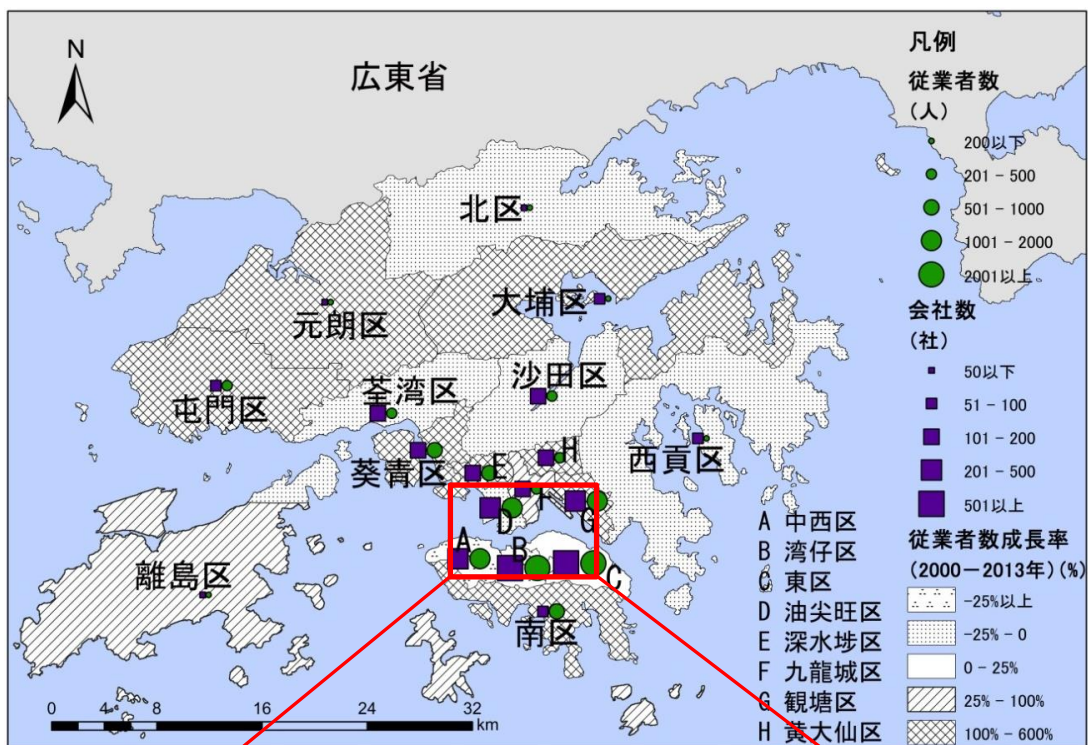 N
広東省
北区
大埔区
元朗区
沙田区
荃湾区
屯門区
西貢区
葵青区
離島区
南区
A
B
C
D
E
F
G
H
0 4 8 16 24 32
km
A 中西区
B 湾仔区
C 東区
D 油尖旺区
E 深水埗区
F 九龍城区
G 観塘区
H 黄大仙区
凡例
従業者数
(人)
200以下
201 - 500
501 - 1000
1001 - 2000
2001以上
会社数
(社)
50以下
51 - 100
101 - 200
201 - 500
501以上
従業者数成長率
(2000－2013年)(%)
-25%以上
-25% - 0
0 - 25%
25% - 100%
100% - 600%